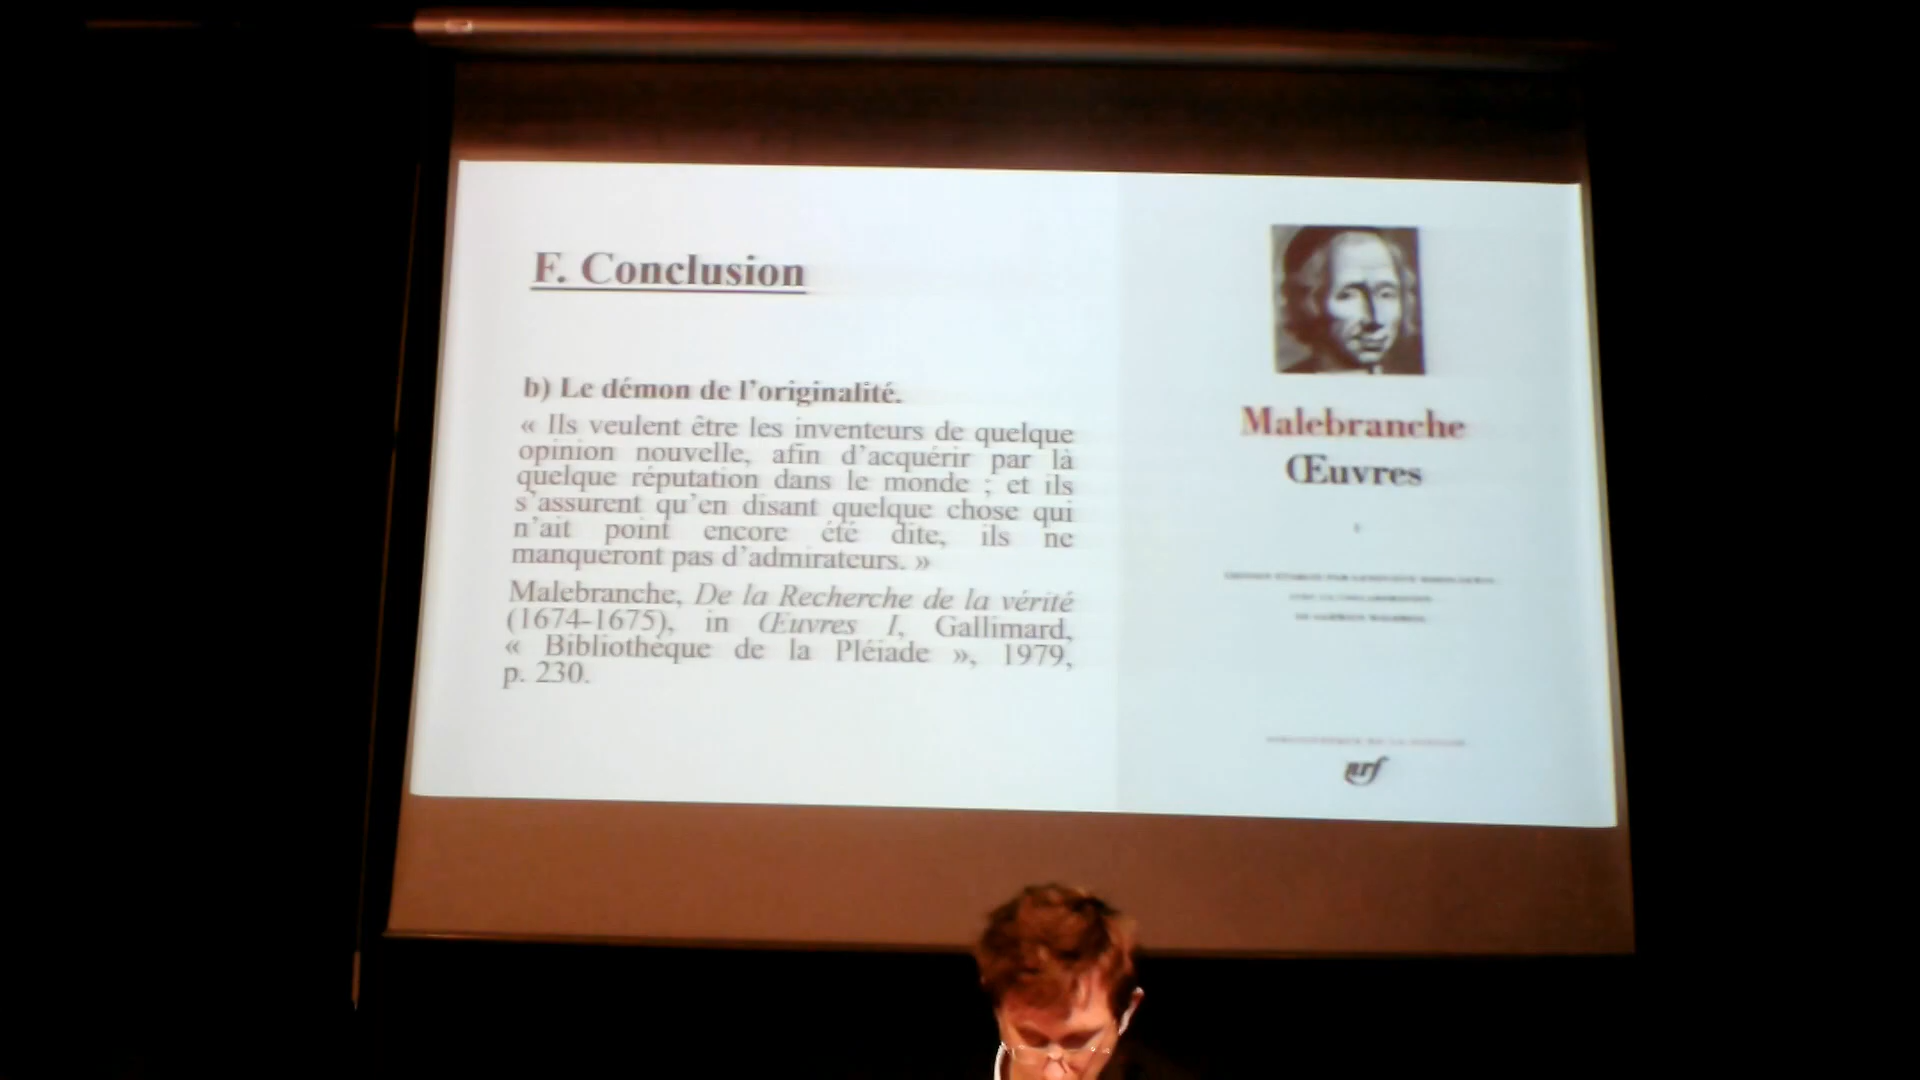 F. Conclusion
b) Le démon de l'originalité.
« Ils veulent être les inventeurs de quelque
opinion nouvelle, afin d'acquérir par là
quelque réputation dans le monde ; et ils
s'assurent qu'en disant quelque chose qui
n'ait point encore été dite, ils ne
manqueront pas d'admirateurs. »
Malebranche, De la Recherche de la vérité
(1674-1675), in Œuvres I, Gallimard,
« Bibliothèque de la Pléiade », 1979,
p. 230.
Malebranche
Œuvres
nrf